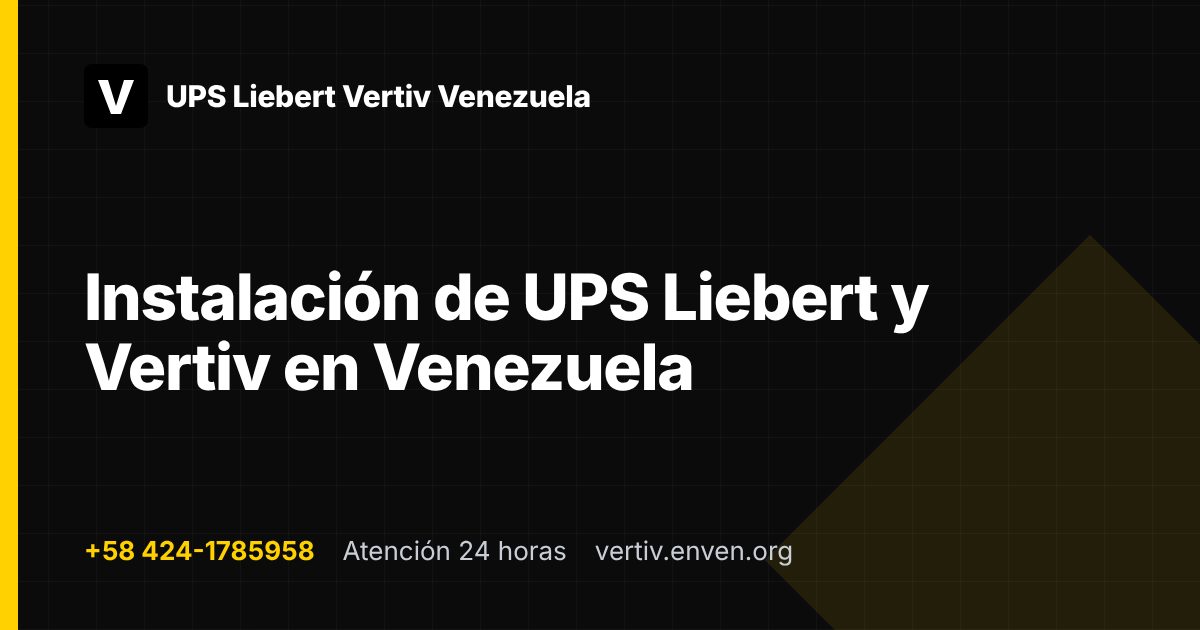 V
UPS Liebert Vertiv Venezuela
Instalación de UPS Liebert y
Vertiv en Venezuela
+58 424-1785958 Atención 24 horas vertiv.enven.org